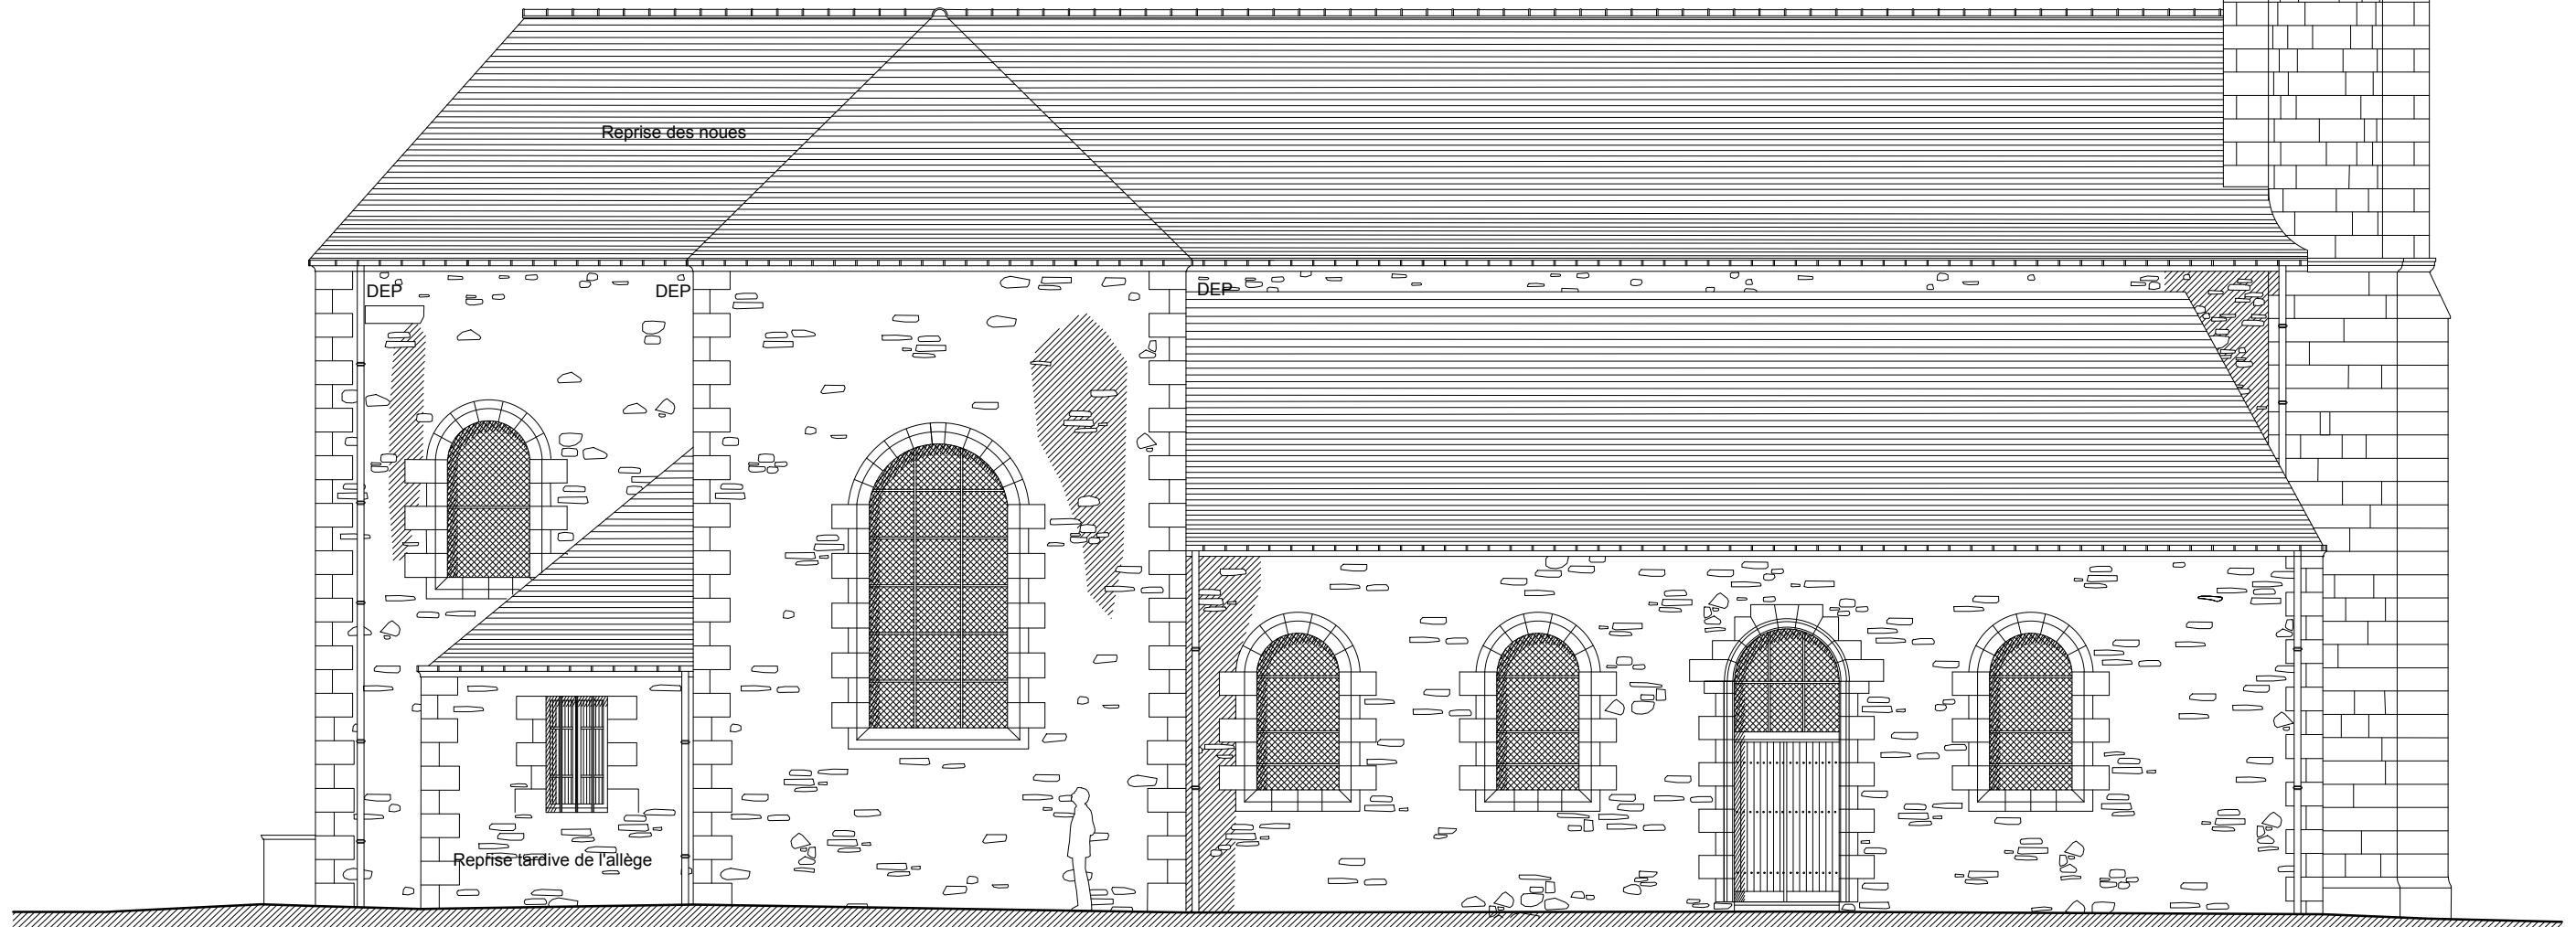 Reprise des noues
DEP
DEP
DEP
Reprise tardive de l'allège